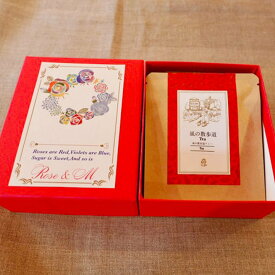 Roses are Red,Violets are Blue,
Sugar is Sweet,And so is
Rose & M
風の散歩道
Tea